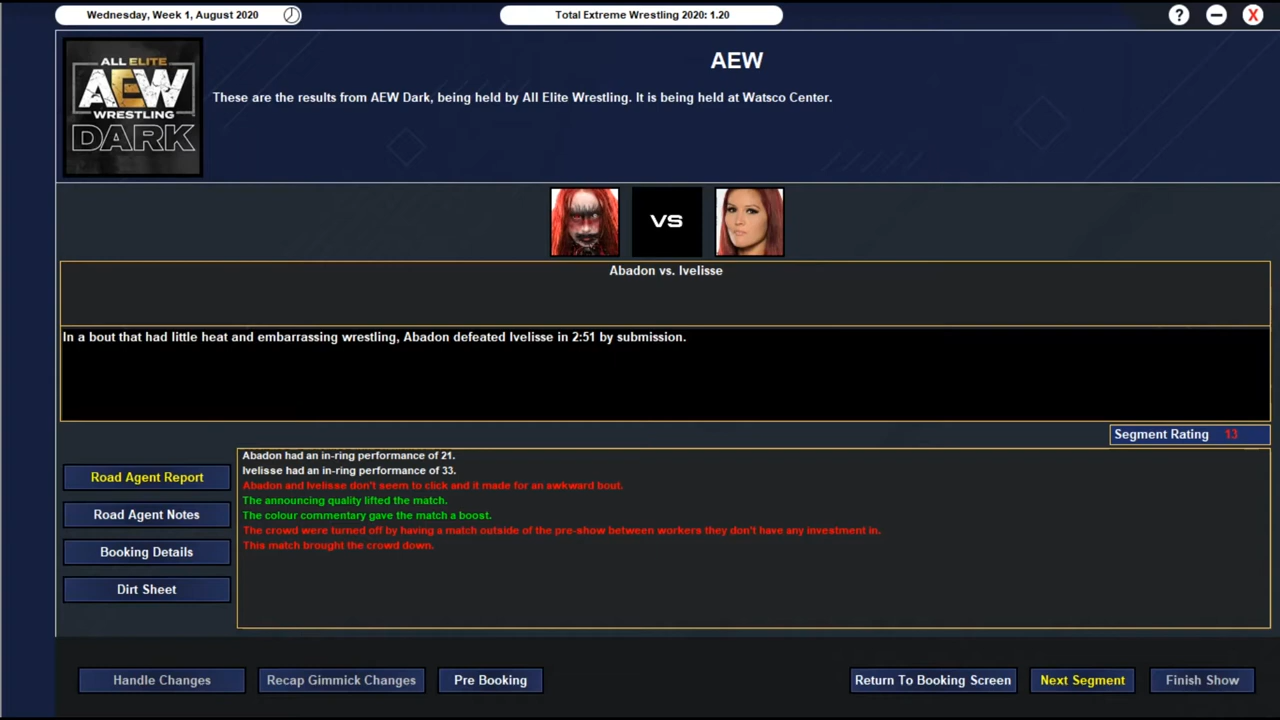 Wednesday, Week 1, August 2020
Total Extreme Wrestling 2020: 1.20
?
X
ALL ELITE
AEW
WRESTLING
DARK
AEW
These are the results from AEW Dark, being held by All Elite Wrestling. It is being held at Watsco Center.
VS
Abadon vs. Ivelisse
In a bout that had little heat and embarrassing wrestling, Abadon defeated Ivelisse in 2:51 by submission.
Segment Rating 13
Road Agent Report
Road Agent Notes
Booking Details
Dirt Sheet
Abadon had an in-ring performance of 21.
Ivelisse had an in-ring performance of 33.
Abadon and Ivelisse don't seem to click and it made for an awkward bout.
The announcing quality lifted the match.
The colour commentary gave the match a boost.
The crowd were turned off by having a match outside of the pre-show between workers they don't have any investment in.
This match brought the crowd down.
Handle Changes
Recap Gimmick Changes
Pre Booking
Return To Booking Screen
Next Segment
Finish Show